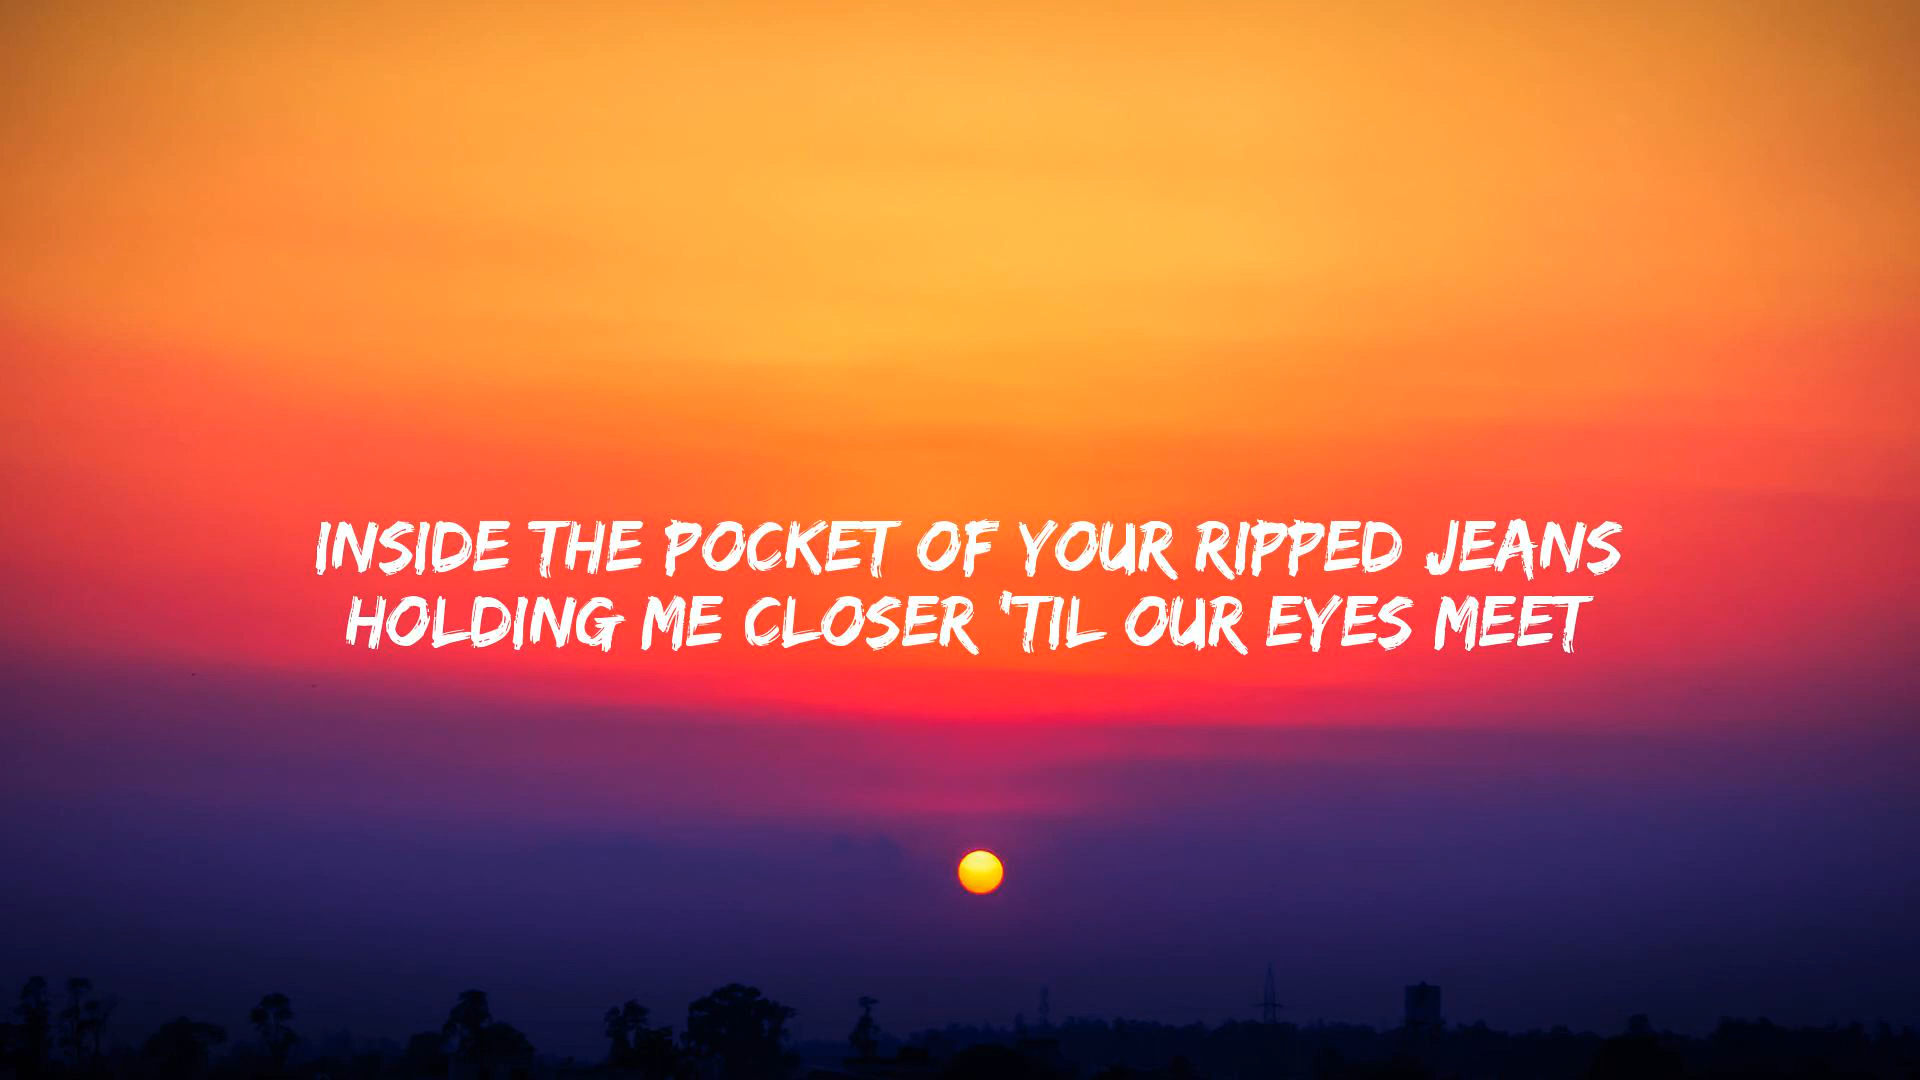 INSIDE THE POCKET OF YOUR RIPPED JEANS
HOLDING ME CLOSER 'TIL OUR EYES MEET